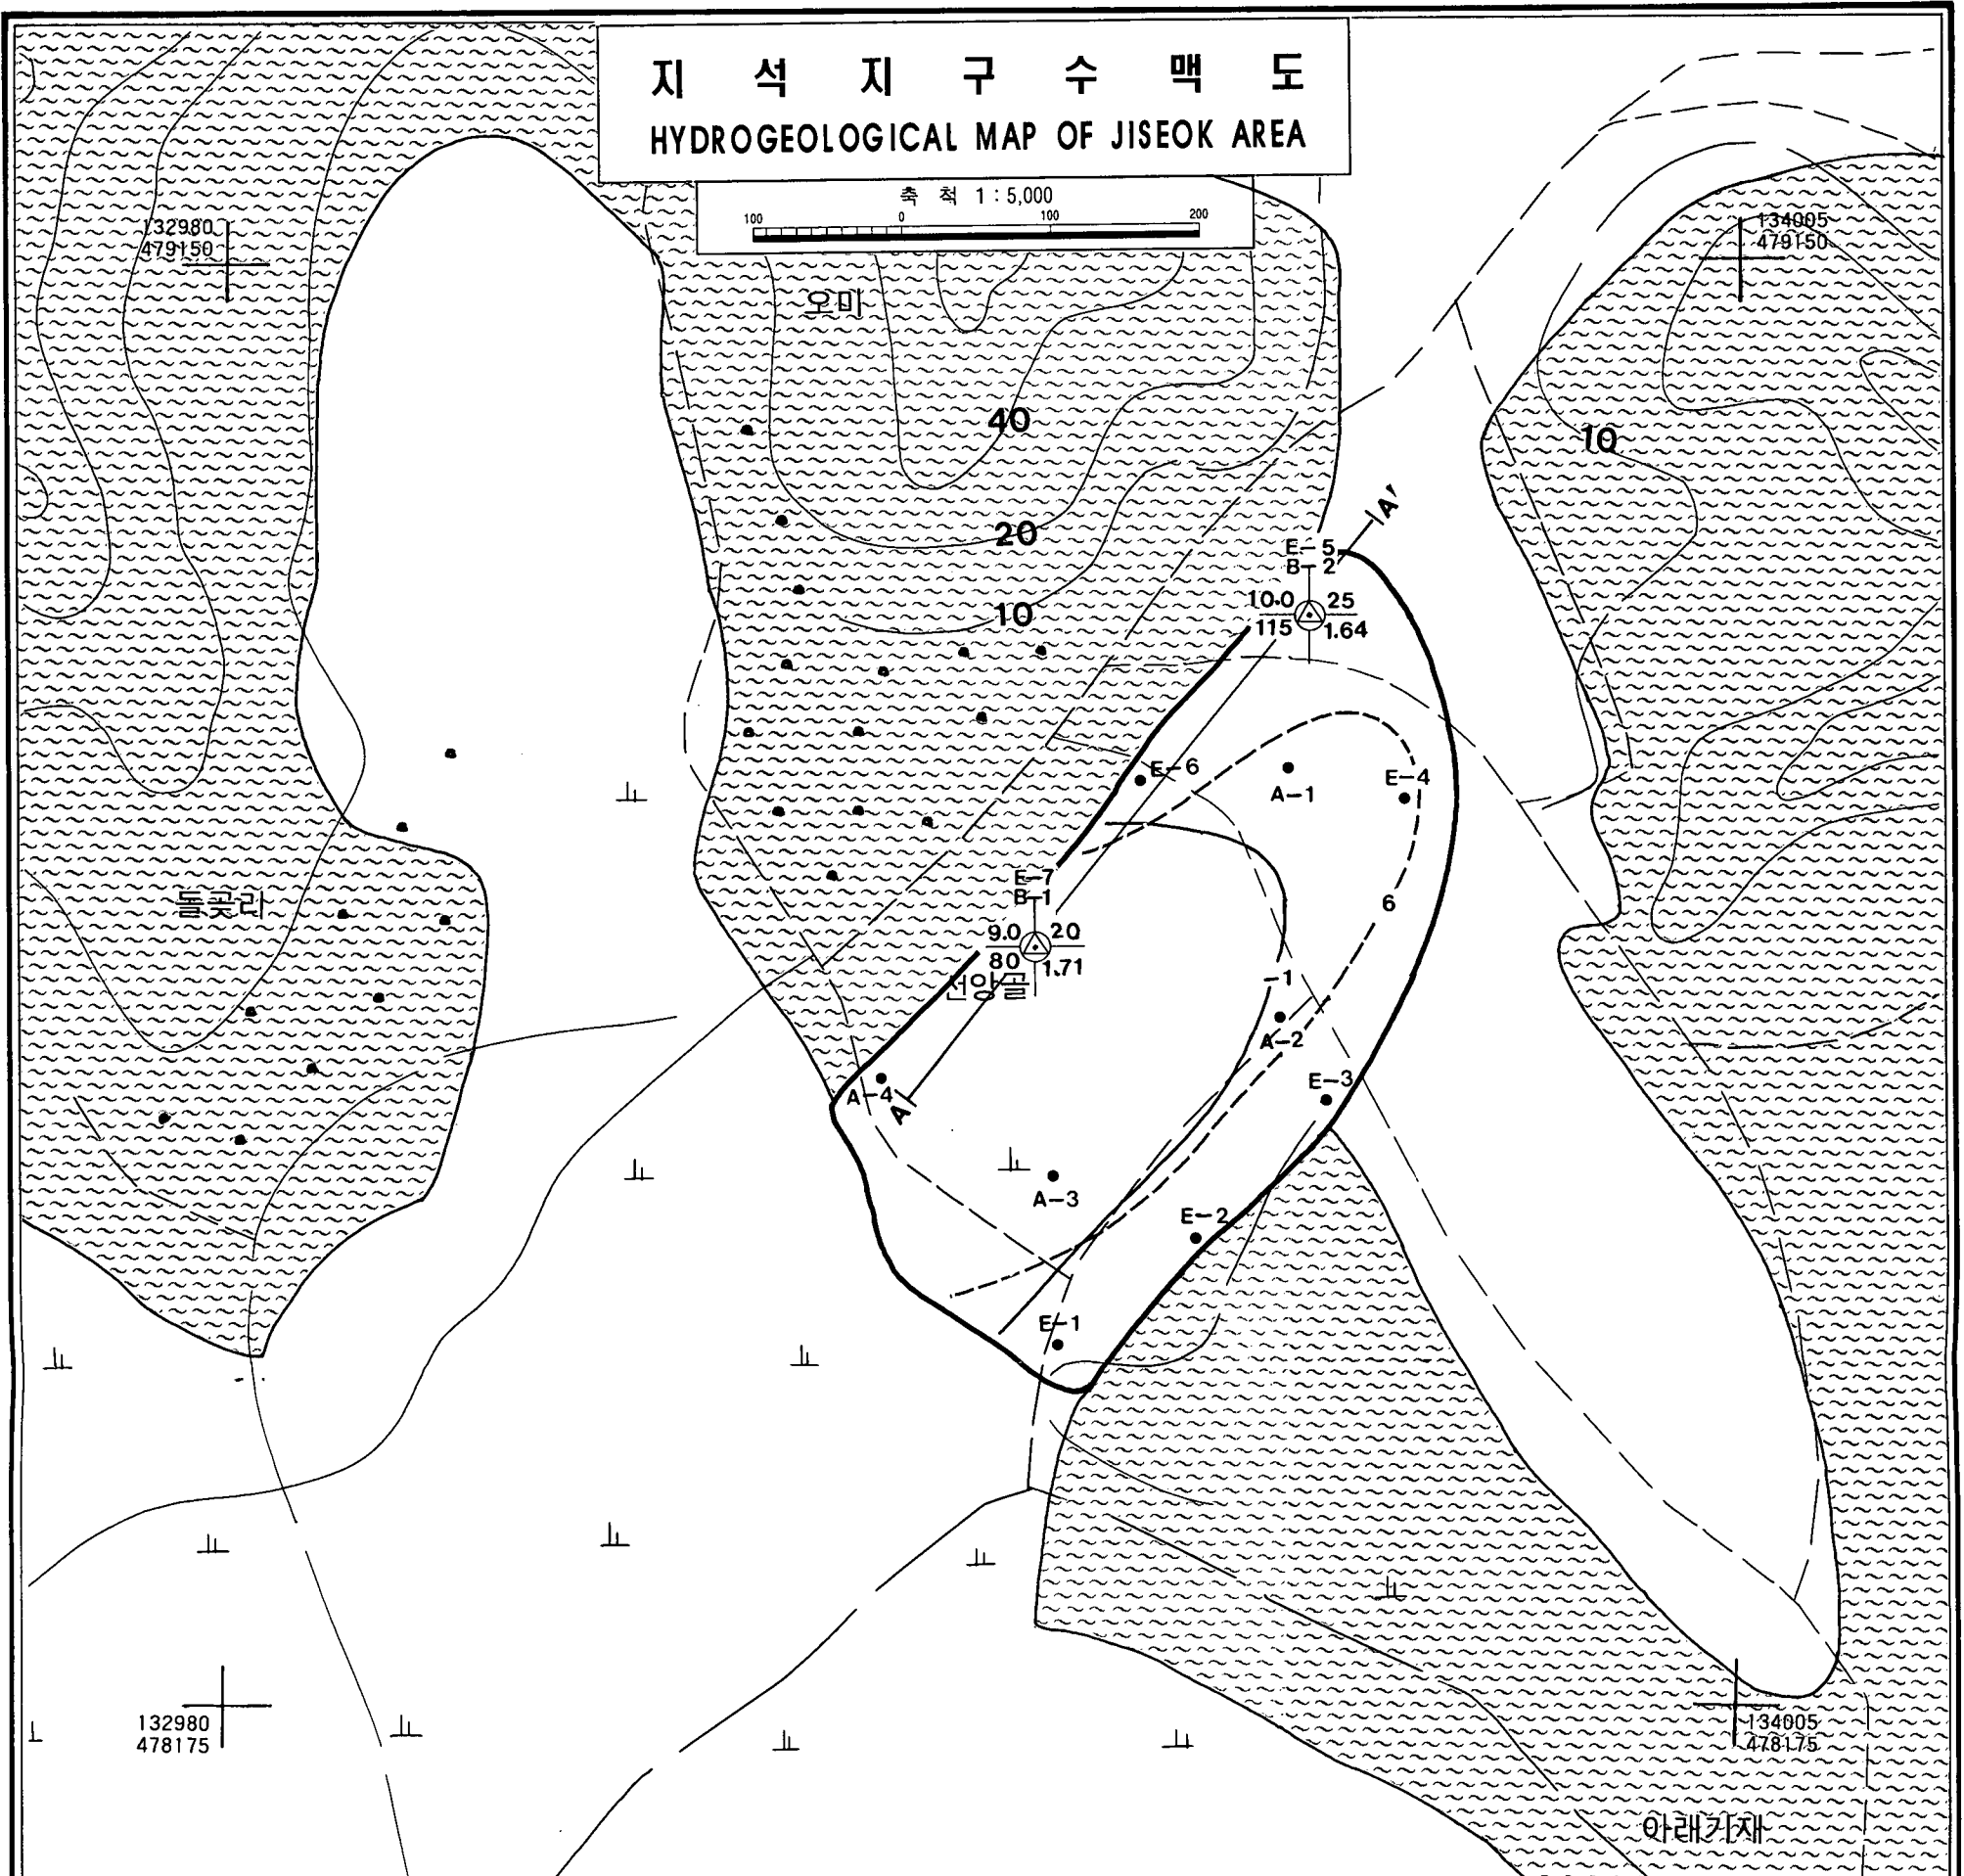 지 석 지 구 수 맥 도
HYDROGEOLOGICAL MAP OF JISEOK AREA
축 척 1 : 5,000
100 0 100 200
132980
479150
134005
479150
오미
40
10
20
10
A'
E-5
B-2
10.0 25
115 1.64
E-6
A-1
E-4
E-7
B-1
6
돌곶리
9.0 20
80 1.71
선앙골
-1
A-2
A-4
A
E-3
A-3
E-2
E-1
132980
478175
134005
478175
아래기재